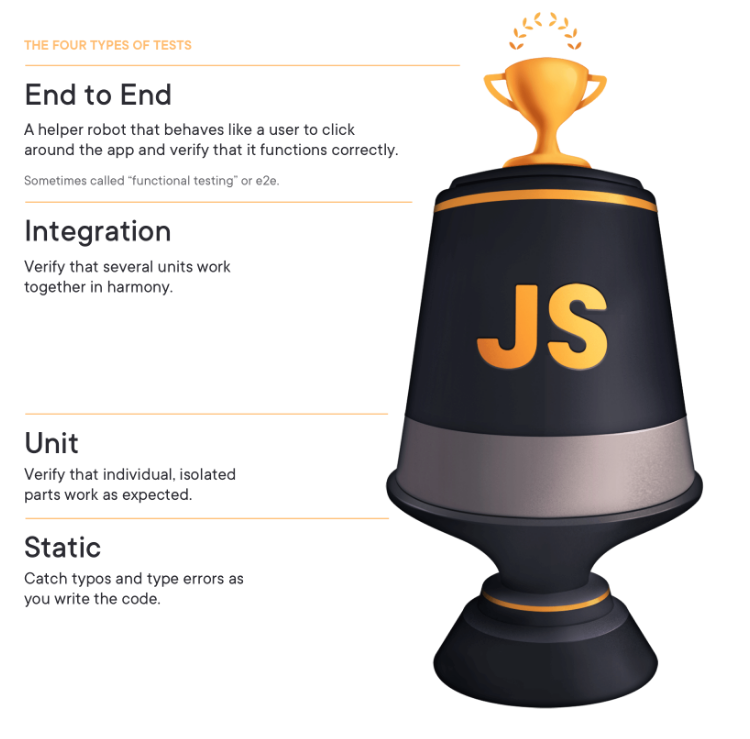 THE FOUR TYPES OF TESTS
End to End
A helper robot that behaves like a user to click
around the app and verify that it functions correctly.
Sometimes called “functional testing” or e2e.
Integration
Verify that several units work
together in harmony.
JS
Unit
Verify that individual, isolated
parts work as expected.
Static
Catch typos and type errors as
you write the code.